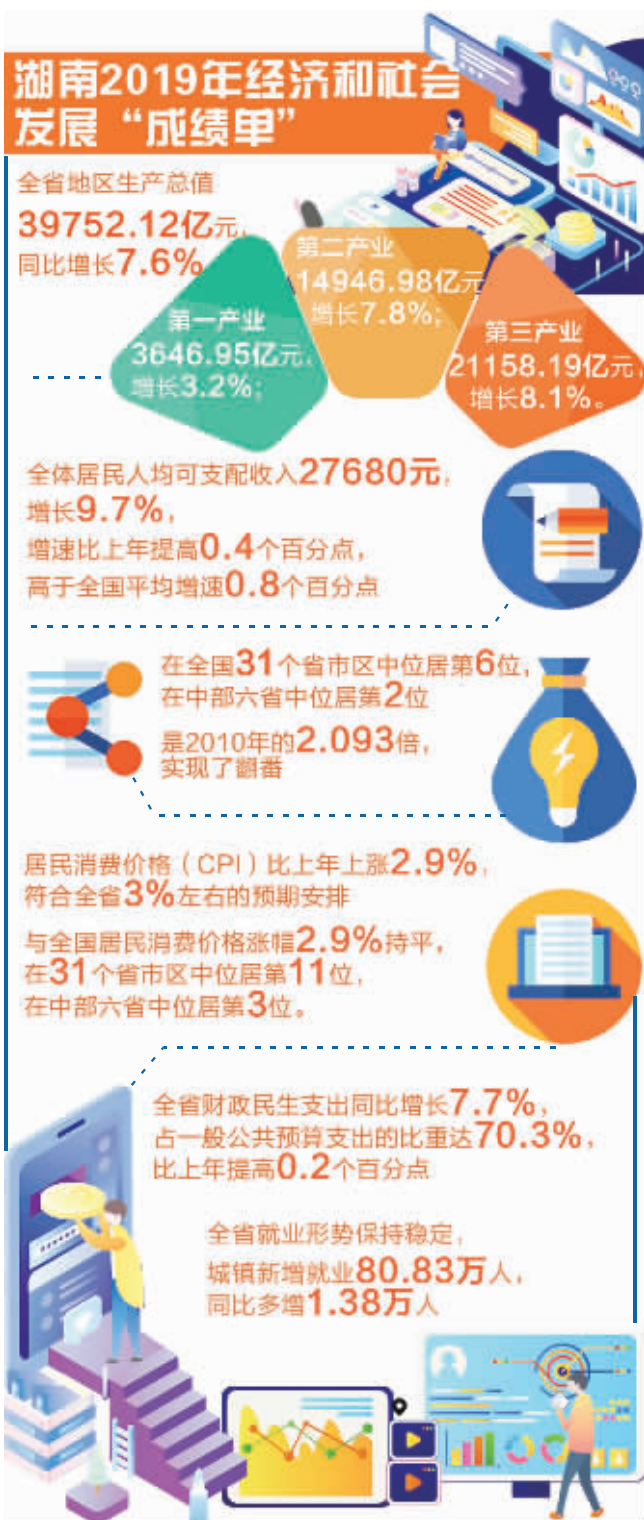 湖南2019年经济和社会
发展“成绩单”
全省地区生产总值
39752.12亿元,
同比增长7.6%
第一产业
3646.95亿元,
增长3.2%;
第二产业
14946.98亿元
增长7.8%;
第三产业
21158.19亿元,
增长8.1%。
全体居民人均可支配收入27680元,
增长9.7%,
增速比上年提高0.4个百分点,
高于全国平均增速0.8个百分点
在全国31个省市区中位居第6位,
在中部六省中位居第2位
是2010年的2.093倍,
实现了翻番
居民消费价格（CPI）比上年上涨2.9%,
符合全省3%左右的预期安排
与全国居民消费价格涨幅2.9%持平,
在31个省市区中位居第11位,
在中部六省中位居第3位。
全省财政民生支出同比增长7.7%,
占一般公共预算支出的比重达70.3%,
比上年提高0.2个百分点
全省就业形势保持稳定,
城镇新增就业80.83万人,
同比多增1.38万人